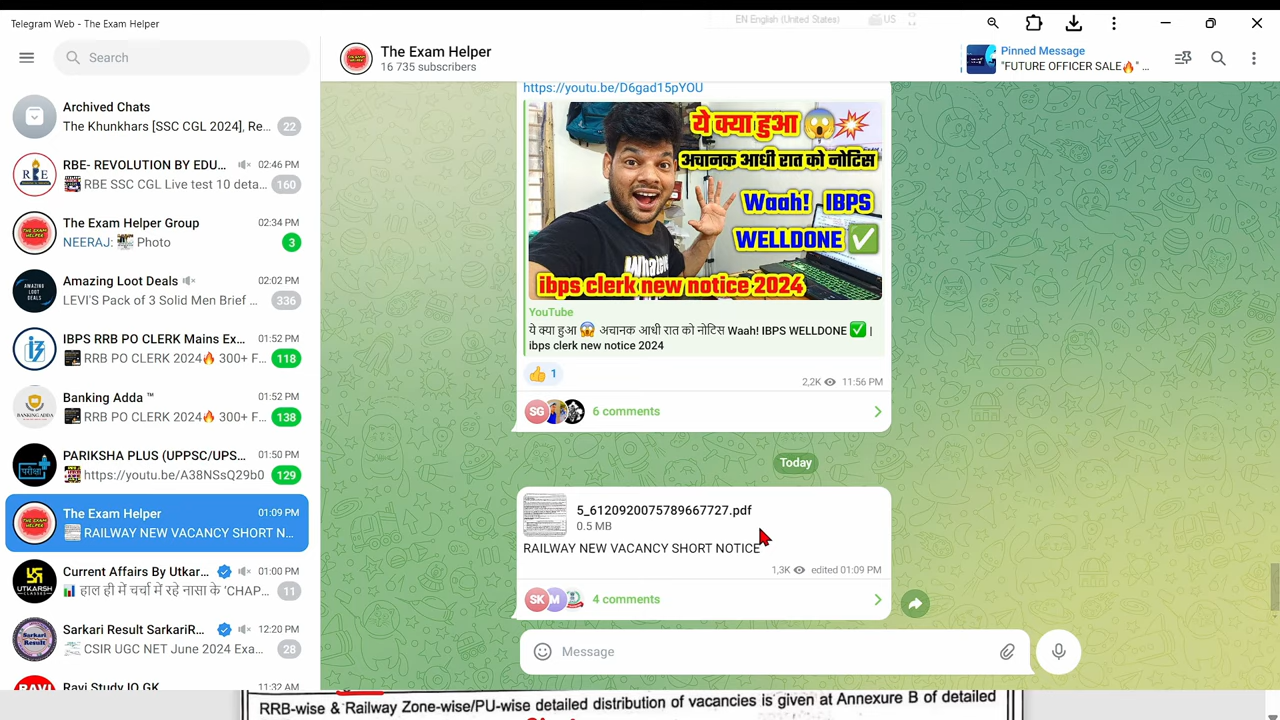 Telegram Web - The Exam Helper
EN English (United States)
US
Search
Archived Chats
The Khunkhars [SSC CGL 2024], Re...
22
RBE- REVOLUTION BY EDU...
02:46 PM
RBE SSC CGL Live test 10 deta...
160
The Exam Helper Group
02:34 PM
NEERAJ: Photo
3
Amazing Loot Deals
02:02 PM
LEVI'S Pack of 3 Solid Men Brief ...
336
IBPS RRB PO CLERK Mains Ex...
01:52 PM
RRB PO CLERK 2024🔥 300+ F...
118
Banking Adda ™
01:52 PM
RRB PO CLERK 2024🔥 300+ F...
138
PARIKSHA PLUS (UPPSC/UPS...
01:50 PM
https://youtu.be/A38NSsQ29b0
129
The Exam Helper
01:09 PM
RAILWAY NEW VACANCY SHORT N...
Current Affairs By Utkar...
01:00 PM
हाल ही में चर्चा में रहे नासा के ‘CHAP...
11
Sarkari Result SarkariR...
12:20 PM
CSIR UGC NET June 2024 Exa...
28
Ravi Study IQ GK
11:32 AM
The Exam Helper
16 735 subscribers
Pinned Message
"FUTURE OFFICER SALE🔥" ...
https://youtu.be/D6gad15pYOU
ये क्या हुआ 😱💥
अचानक आधी रात को नोटिस
Waah! IBPS
WELLDONE ✅
Whatever
ibps clerk new notice 2024
YouTube
ये क्या हुआ 😱 अचानक आधी रात को नोटिस Waah! IBPS WELLDONE ✅ |
ibps clerk new notice 2024
👍 1
2,2K 11:56 PM
SG
6 comments
Today
5_6120920075789667727.pdf
0.5 MB
RAILWAY NEW VACANCY SHORT NOTICE
1,3K edited 01:09 PM
SK M
4 comments
Message
RRB-wise & Railway Zone-wise/PU-wise detailed distribution of vacancies is given at Annexure B of detailed